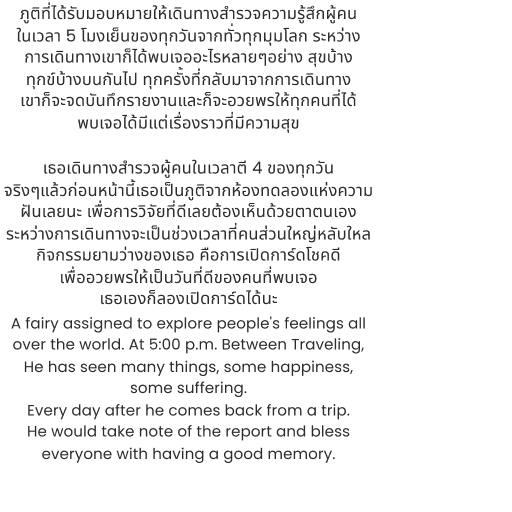 ภูติที่ได้รับมอบหมายให้เดินทางสำรวจความรู้สึกผู้คน
ในเวลา 5 โมงเย็นของทุกวันจากทั่วทุกมุมโลก ระหว่าง
การเดินทางเขาก็ได้พบเจออะไรหลายๆอย่าง สุขบ้าง
ทุกข์บ้างบนกันไป ทุกครั้งที่กลับมาจากการเดินทาง
เขาก็จะจดบันทึกรายงานและก็จะอวยพรให้ทุกคนที่ได้
พบเจอได้มีแต่เรื่องราวที่มีความสุข
เธอเดินทางสำรวจผู้คนในเวลาตี 4 ของทุกวัน
จริงๆแล้วก่อนหน้านี้เธอเป็นภูติจากห้องทดลองแห่งความ
ฝันเลยนะ เพื่อการวิจัยที่ดีเลยต้องเห็นด้วยตาตนเอง
ระหว่างการเดินทางจะเป็นช่วงเวลาที่คนส่วนใหญ่หลับใหล
กิจกรรมยามว่างของเธอ คือการเปิดการ์ดโชคดี
เพื่ออวยพรให้เป็นวันที่ดีของคนที่พบเจอ
เธอเองก็ลองเปิดการ์ดได้นะ
A fairy assigned to explore people's feelings all
over the world. At 5:00 p.m. Between Traveling,
He has seen many things, some happiness,
some suffering.
Every day after he comes back from a trip.
He would take note of the report and bless
everyone with having a good memory.